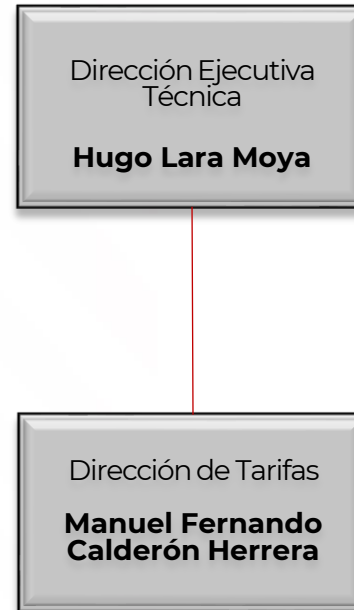 Dirección Ejecutiva
Técnica
Hugo Lara Moya
Dirección de Tarifas
Manuel Fernando
Calderón Herrera